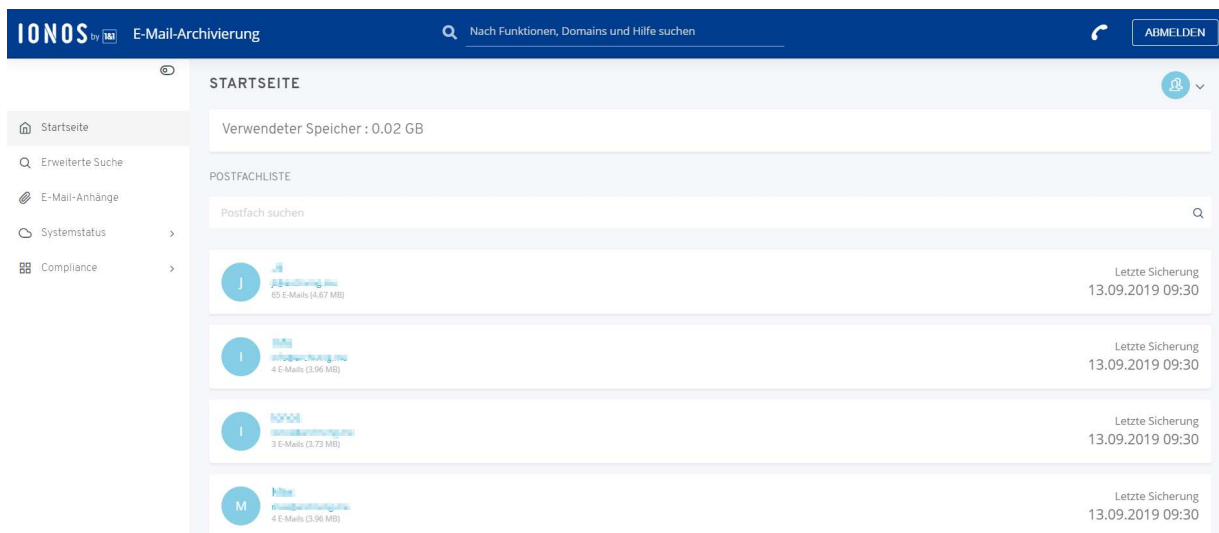 IONOS by 1&1 E-Mail-Archivierung
Nach Funktionen, Domains und Hilfe suchen
ABMELDEN
STARTSEITE
Startseite
Erweiterte Suche
E-Mail-Anhänge
Systemstatus
Compliance
Verwendeter Speicher : 0.02 GB
POSTFACHLISTE
Postfach suchen
J
65 E-Mails (4.67 MB)
Letzte Sicherung
13.09.2019 09:30
I
4 E-Mails (3.96 MB)
Letzte Sicherung
13.09.2019 09:30
I
3 E-Mails (3.73 MB)
Letzte Sicherung
13.09.2019 09:30
M
4 E-Mails (3.96 MB)
Letzte Sicherung
13.09.2019 09:30